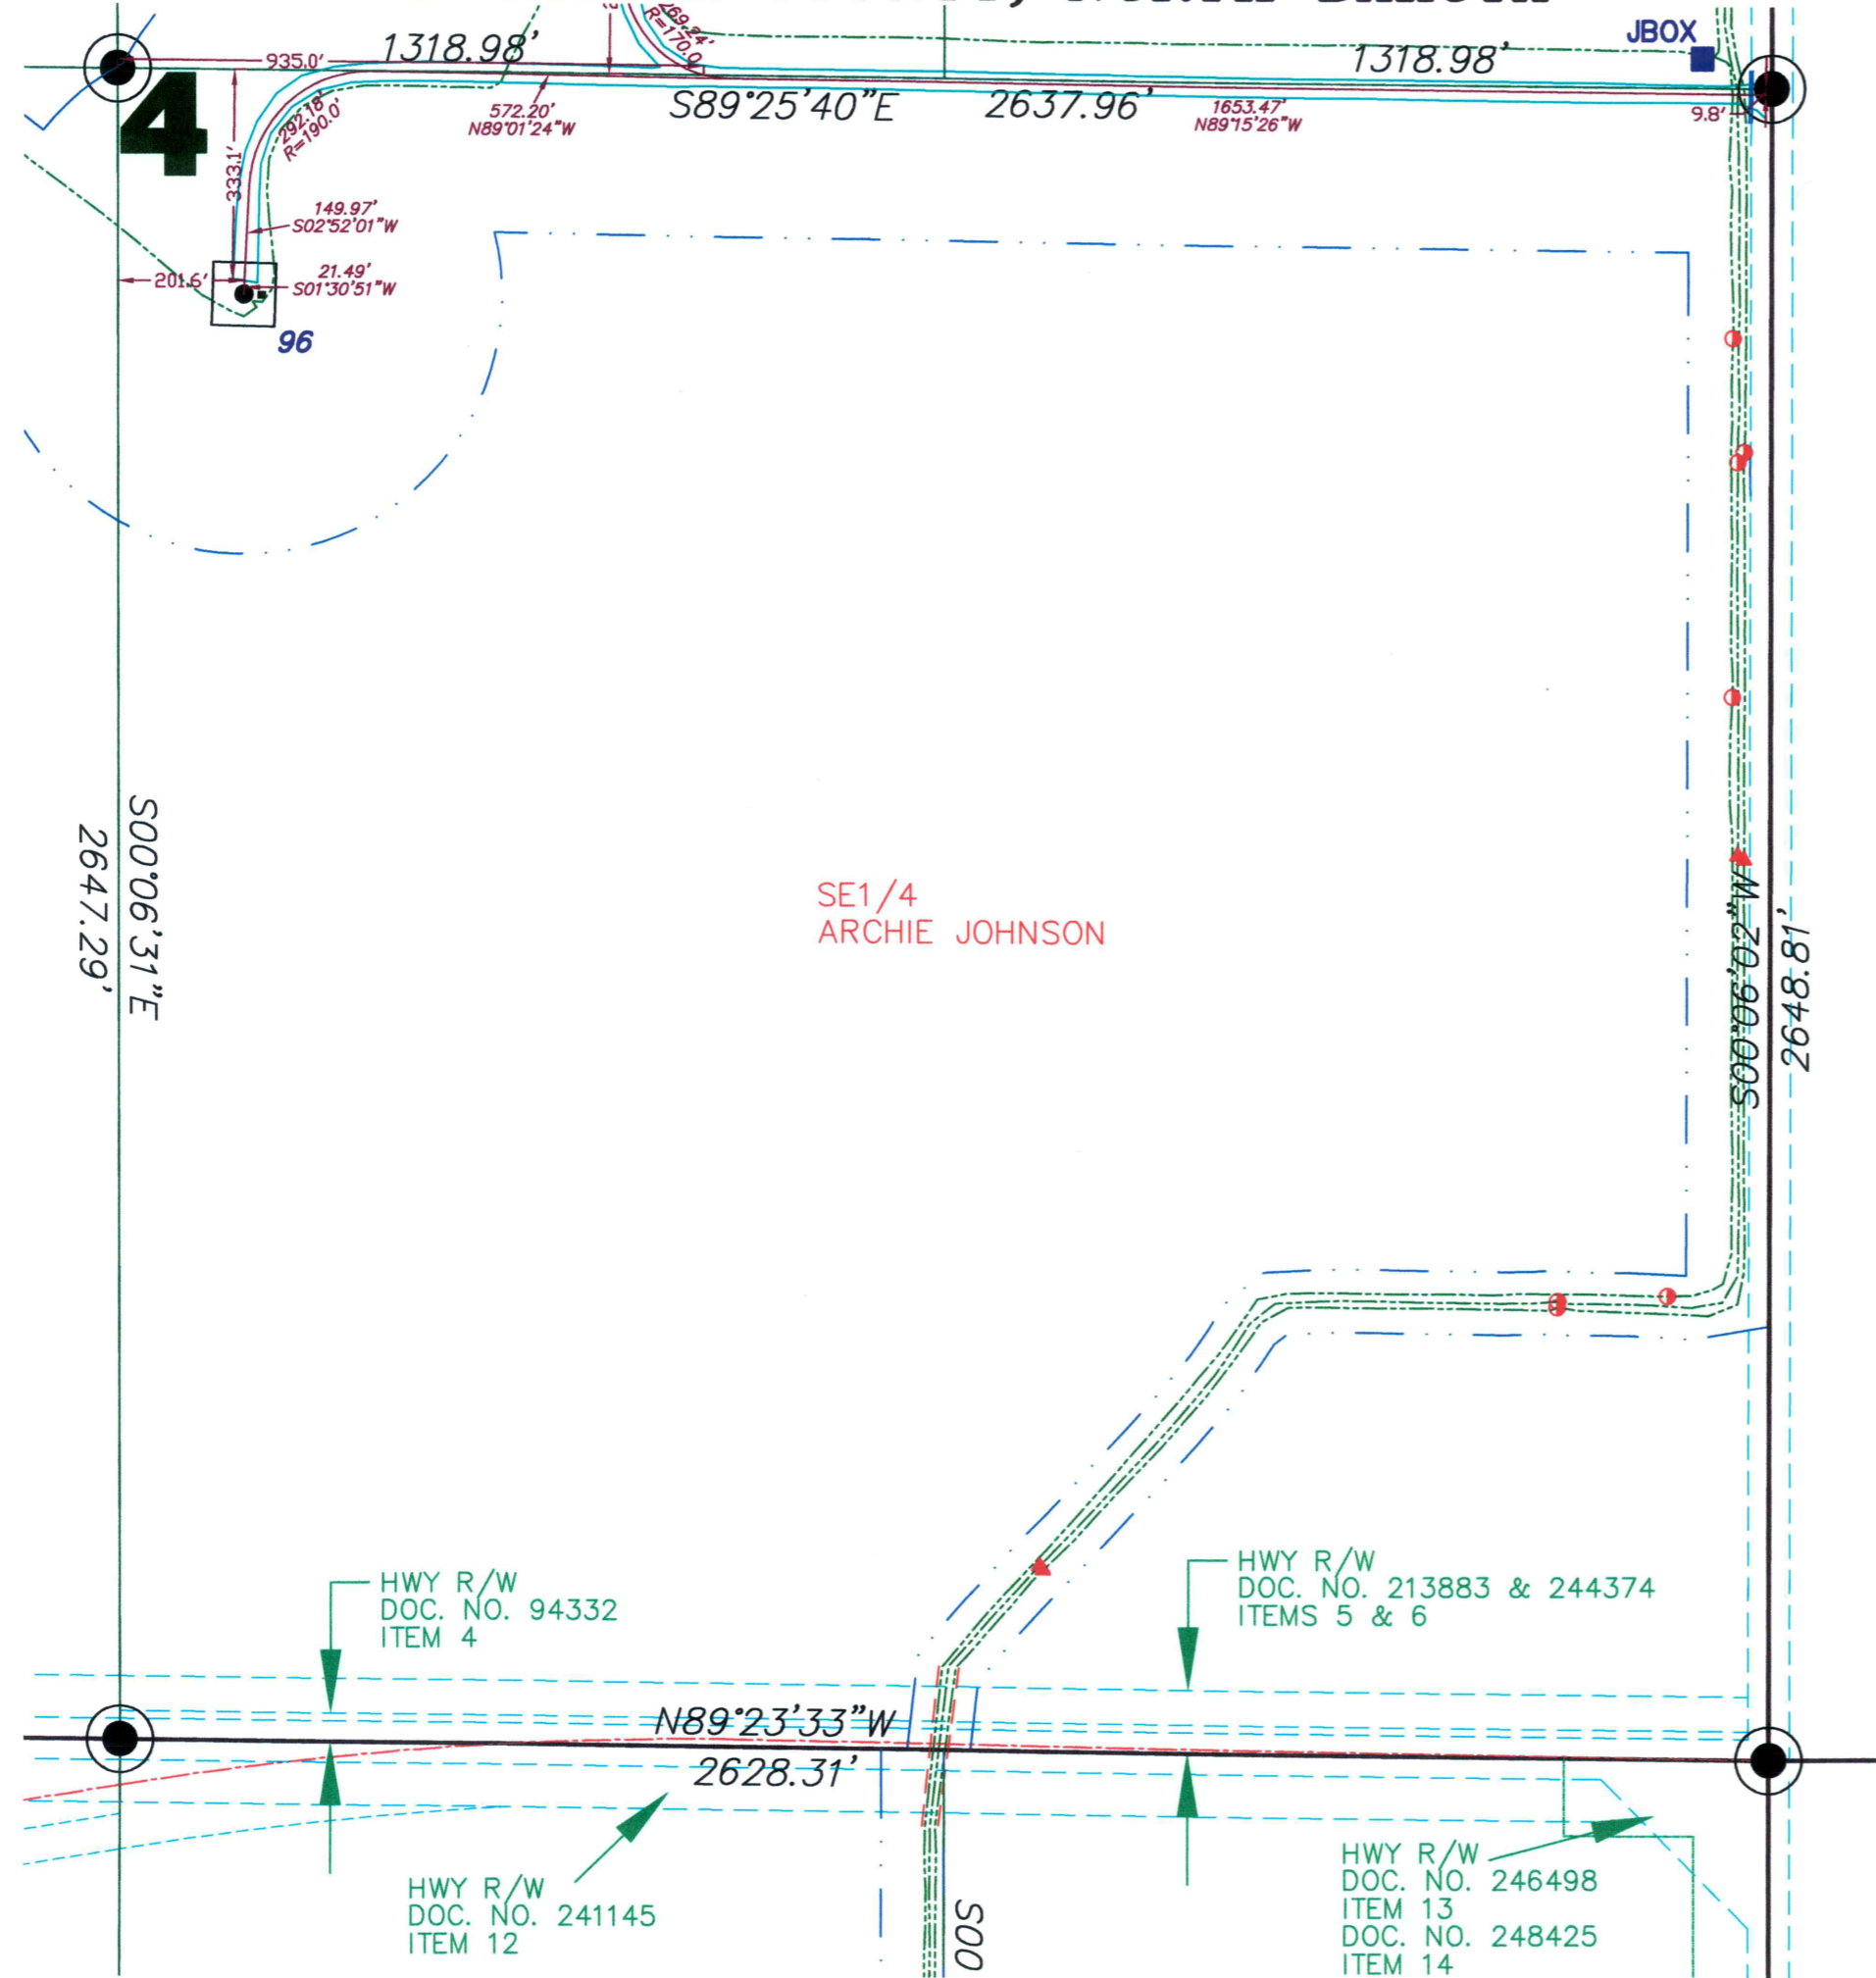 JBOX
1318.98'
1318.98'
935.0'
269.24'
R=170.0'
4
572.20'
N89°01'24"W
S89°25'40"E
2637.96'
1653.47'
N89°15'26"W
9.8'
292.18'
R=190.0'
333.1'
149.97'
S02°52'01"W
201.6'
21.49'
S01°30'51"W
96
S00°06'31"E
2647.29'
SE1/4
ARCHIE JOHNSON
S00°06'02"W
2648.81'
HWY R/W
DOC. NO. 94332
ITEM 4
HWY R/W
DOC. NO. 213883 & 244374
ITEMS 5 & 6
N89°23'33"W
2628.31'
HWY R/W
DOC. NO. 241145
ITEM 12
S00
HWY R/W
DOC. NO. 246498
ITEM 13
DOC. NO. 248425
ITEM 14